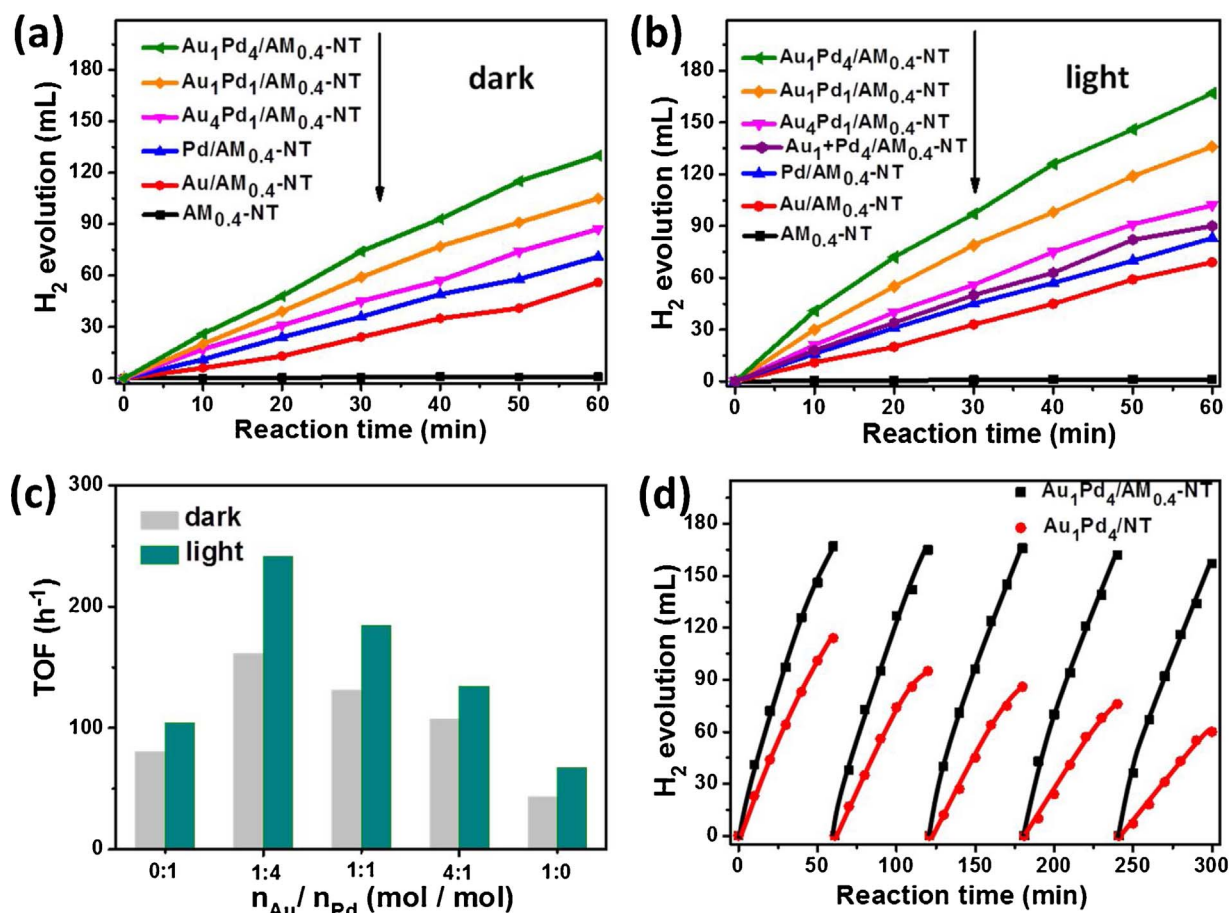 (a)
Au₁Pd₄/AM₀.₄-NT
Au₁Pd₁/AM₀.₄-NT
Au₄Pd₁/AM₀.₄-NT
Pd/AM₀.₄-NT
Au/AM₀.₄-NT
AM₀.₄-NT
dark
H₂ evolution (mL)
180
150
120
90
60
30
0
0 10 20 30 40 50 60
Reaction time (min)
(b)
Au₁Pd₄/AM₀.₄-NT
Au₁Pd₁/AM₀.₄-NT
Au₄Pd₁/AM₀.₄-NT
Au₁+Pd₄/AM₀.₄-NT
Pd/AM₀.₄-NT
Au/AM₀.₄-NT
AM₀.₄-NT
light
H₂ evolution (mL)
180
150
120
90
60
30
0
0 10 20 30 40 50 60
Reaction time (min)
(c)
dark
light
TOF (h⁻¹)
300
200
100
0
0:1 1:4 1:1 4:1 1:0
n_Au / n_Pd (mol / mol)
(d)
Au₁Pd₄/AM₀.₄-NT
Au₁Pd₄/NT
H₂ evolution (mL)
180
150
120
90
60
30
0
0 50 100 150 200 250 300
Reaction time (min)